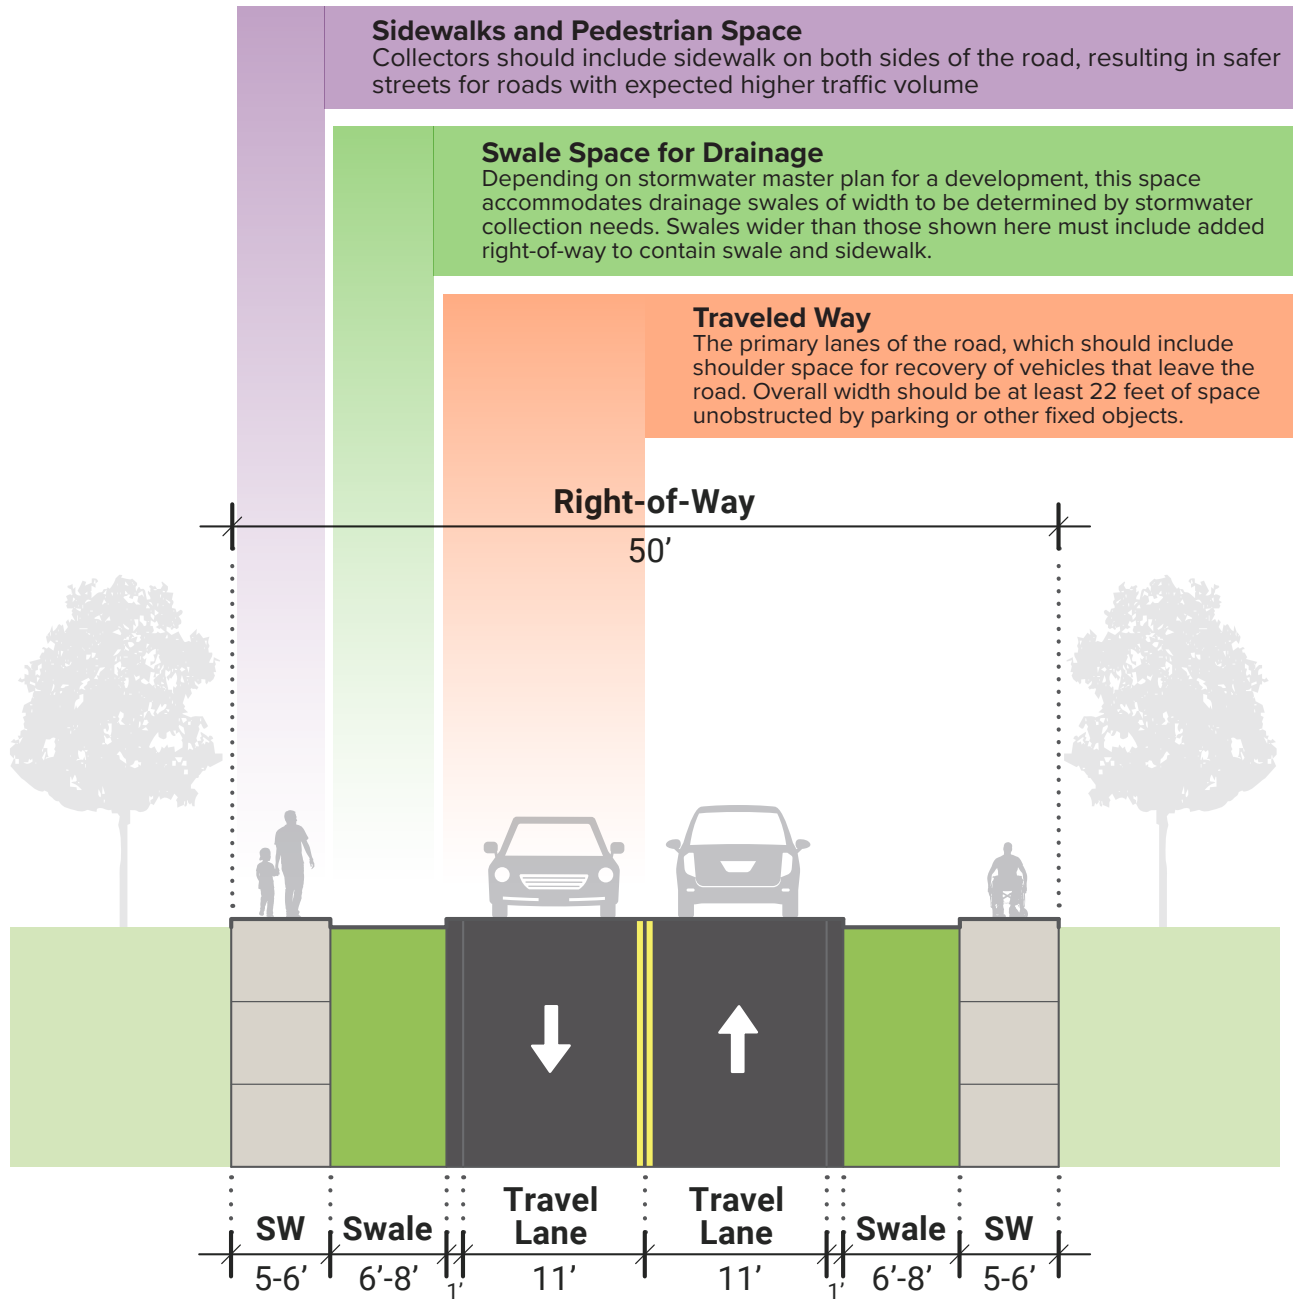 Sidewalks and Pedestrian Space
Collectors should include sidewalk on both sides of the road, resulting in safer
streets for roads with expected higher traffic volume
Swale Space for Drainage
Depending on stormwater master plan for a development, this space
accommodates drainage swales of width to be determined by stormwater
collection needs. Swales wider than those shown here must include added
right-of-way to contain swale and sidewalk.
Traveled Way
The primary lanes of the road, which should include
shoulder space for recovery of vehicles that leave the
road. Overall width should be at least 22 feet of space
unobstructed by parking or other fixed objects.
Right-of-Way
50’
SW
5-6’
Swale
6’-8’
1’
Travel
Lane
11’
Travel
Lane
11’
1’
Swale
6’-8’
SW
5-6’